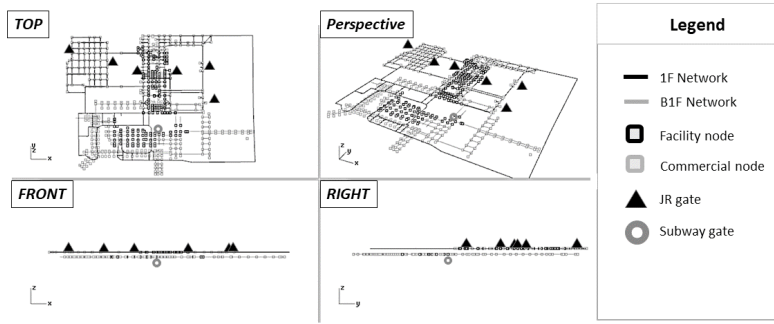 TOP
y
z
x
Perspective
z
y
x
FRONT
z
x
RIGHT
z
y
Legend
1F Network
B1F Network
Facility node
Commercial node
JR gate
Subway gate